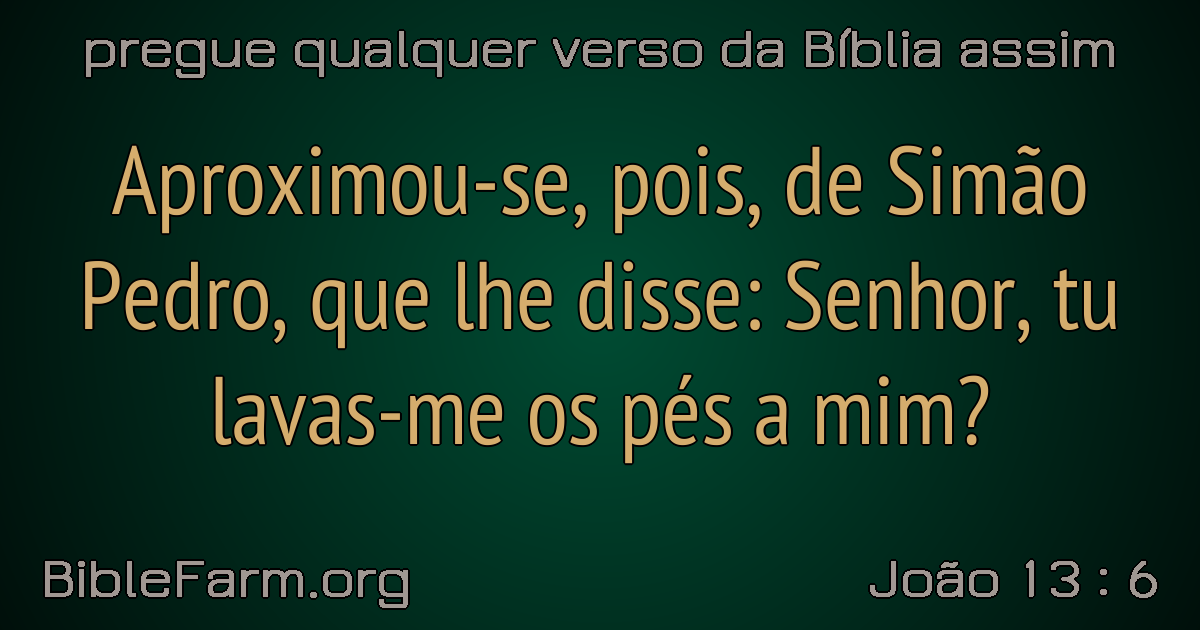 pregue qualquer verso da Bíblia assim
Aproximou-se, pois, de Simão
Pedro, que lhe disse: Senhor, tu
lavas-me os pés a mim?
BibleFarm.org
João 13 : 6